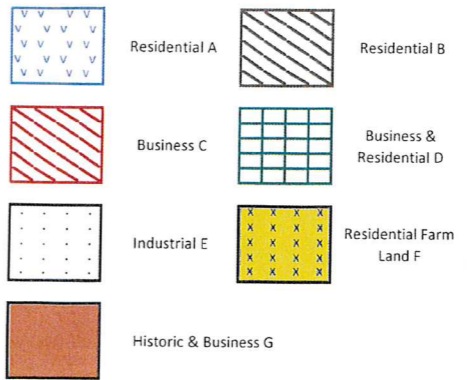 Residential A
Residential B
Business C
Business &
Residential D
Industrial E
Residential Farm
Land F
Historic & Business G